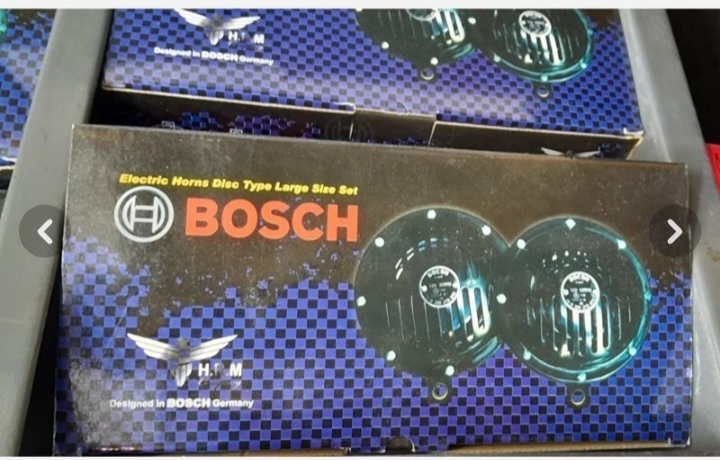 H.P.M
Designed in BOSCH Germany
Electric Horns Disc Type Large Size Set
BOSCH
H.P.M
Designed in BOSCH Germany